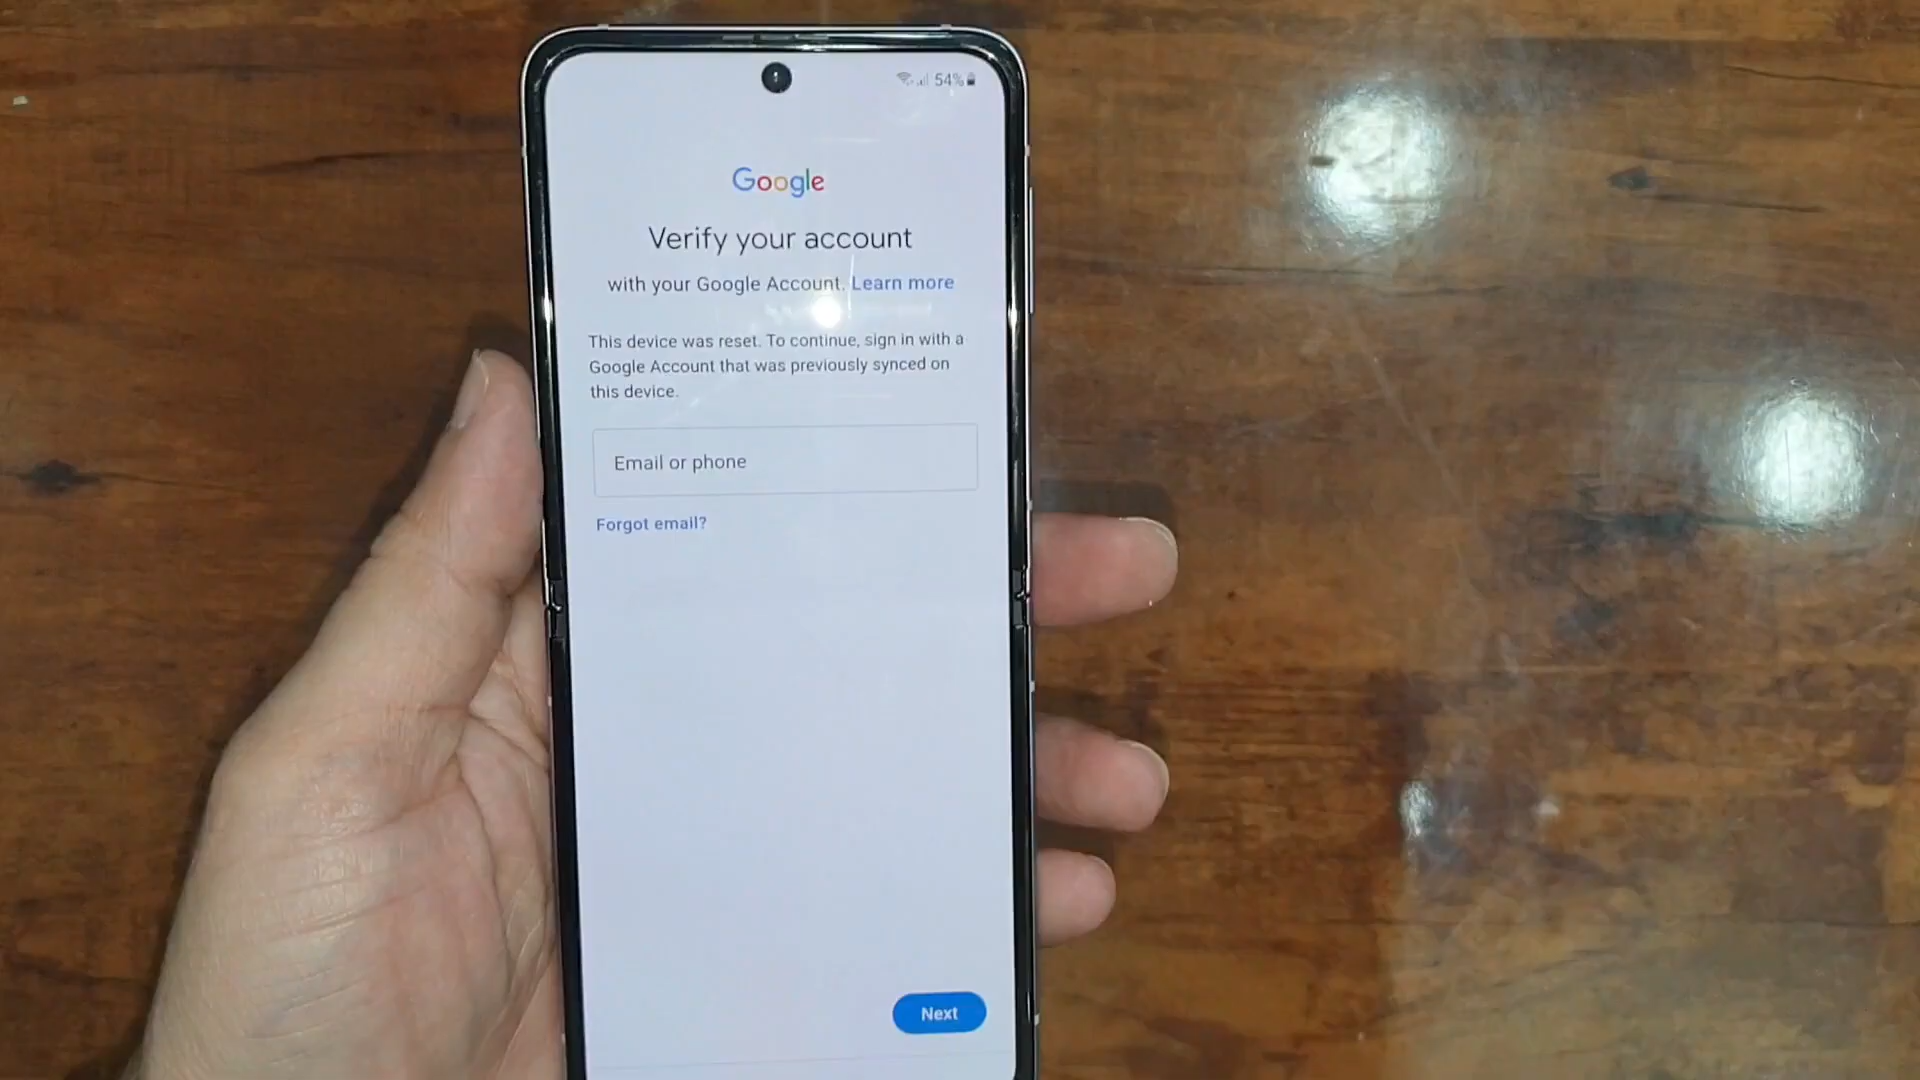 54%
Google
Verify your account
with your Google Account. Learn more
This device was reset. To continue, sign in with a
Google Account that was previously synced on
this device.
Email or phone
Forgot email?
Next